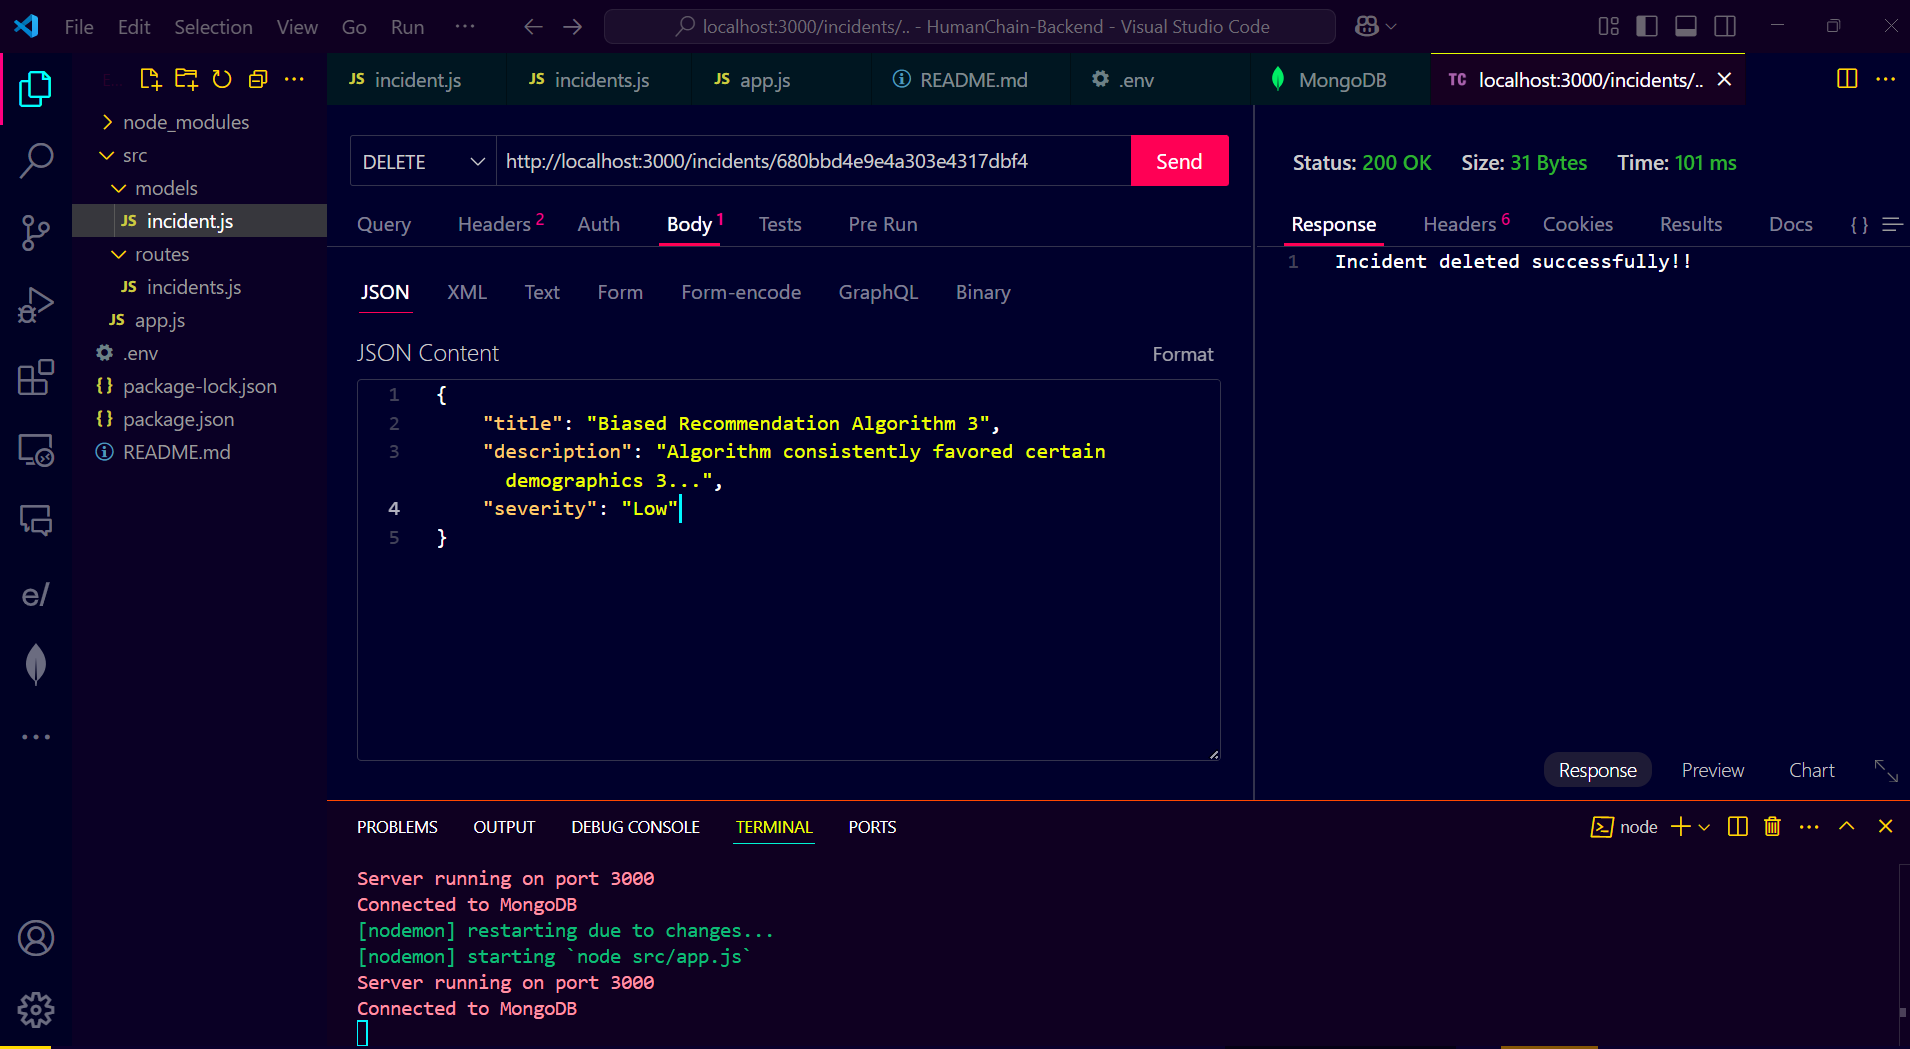 File Edit Selection View Go Run ··· localhost:3000/incidents/.. - HumanChain-Backend - Visual Studio Code
JS incident.js JS incidents.js JS app.js README.md .env MongoDB TC localhost:3000/incidents/..
node_modules
src
models
JS incident.js
routes
JS incidents.js
JS app.js
.env
{} package-lock.json
{} package.json
README.md
e/
DELETE http://localhost:3000/incidents/680bbd4e9e4a303e4317dbf4 Send
Query Headers 2 Auth Body 1 Tests Pre Run
JSON XML Text Form Form-encode GraphQL Binary
JSON Content Format
1 {
2 "title": "Biased Recommendation Algorithm 3",
3 "description": "Algorithm consistently favored certain
demographics 3...",
4 "severity": "Low"
5 }
Status: 200 OK Size: 31 Bytes Time: 101 ms
Response Headers 6 Cookies Results Docs {}
1 Incident deleted successfully!!
Response Preview Chart
PROBLEMS OUTPUT DEBUG CONSOLE TERMINAL PORTS node
Server running on port 3000
Connected to MongoDB
[nodemon] restarting due to changes...
[nodemon] starting `node src/app.js`
Server running on port 3000
Connected to MongoDB